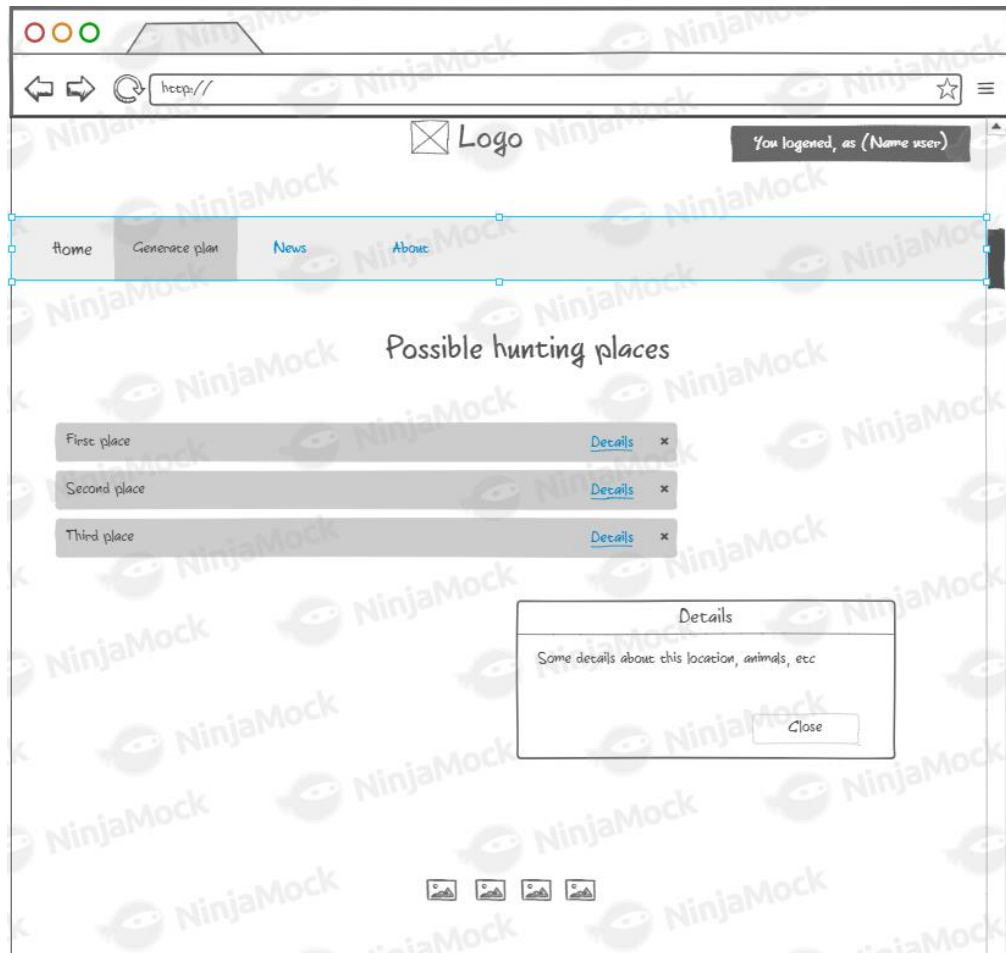 http://
Logo
You logened, as (Name user)
Home Generate plan News About
Possible hunting places
First place Details ×
Second place Details ×
Third place Details ×
Details
Some details about this location, animals, etc
Close
NinjaMock